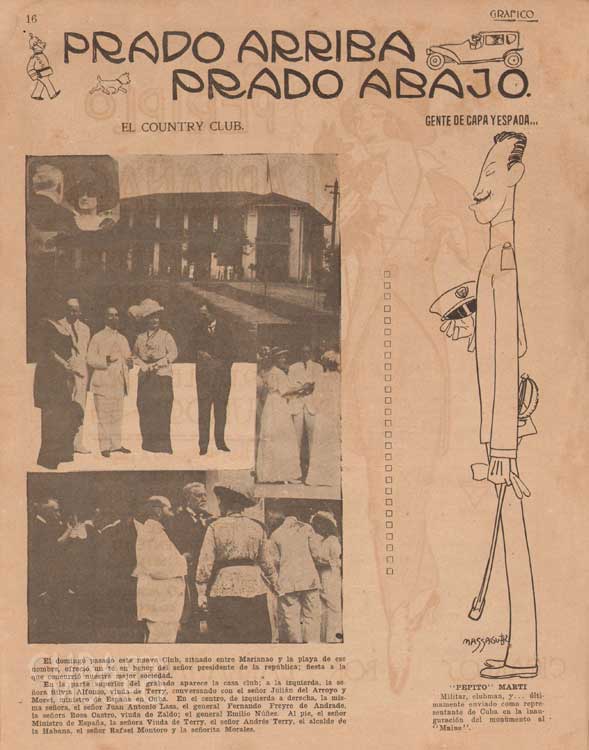 16
GRÁFICO
PRADO ARRIBA
PRADO ABAJO.
EL COUNTRY CLUB.
GENTE DE CAPA Y ESPADA...
El domingo pasado este nuevo Club, situado entre Marianao y la playa de ese
nombre, ofreció un té en honor del señor presidente de la república; fiesta a la
que concurrió nuestra mejor sociedad.
En la parte superior del grabado aparece la casa club; a la izquierda, la se
ñora Silvia Alfonso, viuda de Terry, conversando con el señor Julián del Arroyo y
Moret, ministro de España en Cuba. En el centro, de izquierda a derecha, la mis-
ma señora, el señor Juan Antonio Lasa, el general Fernando Freyre de Andrade,
la señora Rosa Castro, viuda de Zaldo; el general Emilio Núñez. Al pie, el señor
Ministro de España, la señora Viuda de Terry, el señor Andrés Terry, el alcalde de
la Habana, el señor Rafael Montoro y la señorita Morales.
MASSAGUER
"PEPITO" MARTI
Militar, clubman, y... últi-
mamente enviado como repre-
sentante de Cuba en la inau-
guración del monumento al
"Maine".